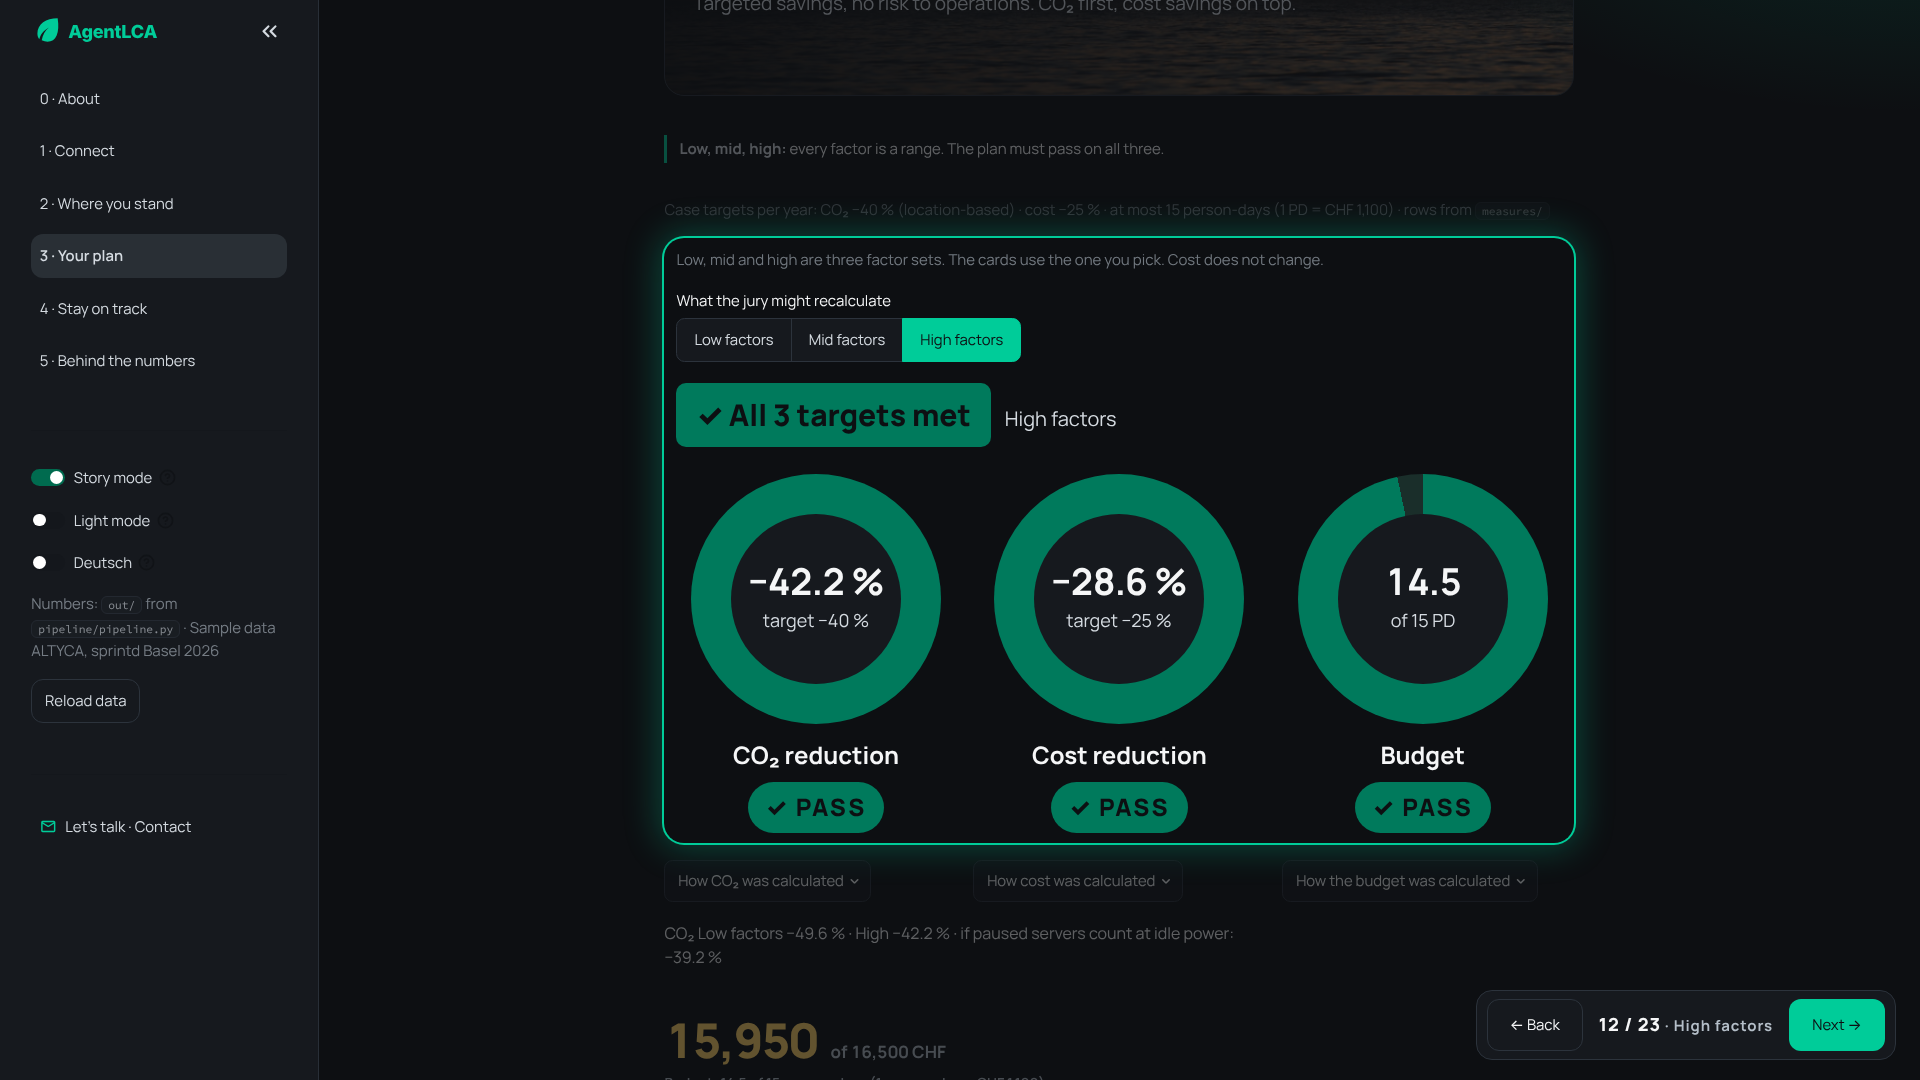 AgentLCA
0 · About
1 · Connect
2 · Where you stand
3 · Your plan
4 · Stay on track
5 · Behind the numbers
Story mode
Light mode
Deutsch
Numbers: out/ from
pipeline/pipeline.py · Sample data
ALTYCA, sprintd Basel 2026
Reload data
Let's talk · Contact
Targeted savings, no risk to operations. CO₂ first, cost savings on top.
Low, mid, high: every factor is a range. The plan must pass on all three.
Case targets per year: CO₂ −40 % (location-based) · cost −25 % · at most 15 person-days (1 PD = CHF 1,100) · rows from measures/
Low, mid and high are three factor sets. The cards use the one you pick. Cost does not change.
What the jury might recalculate
Low factors
Mid factors
High factors
✓ All 3 targets met
High factors
−42.2 %
target −40 %
CO₂ reduction
✓ PASS
−28.6 %
target −25 %
Cost reduction
✓ PASS
14.5
of 15 PD
Budget
✓ PASS
How CO₂ was calculated
How cost was calculated
How the budget was calculated
CO₂ Low factors −49.6 % · High −42.2 % · if paused servers count at idle power:
−39.2 %
15,950 of 16,500 CHF
← Back
12 / 23 · High factors
Next →